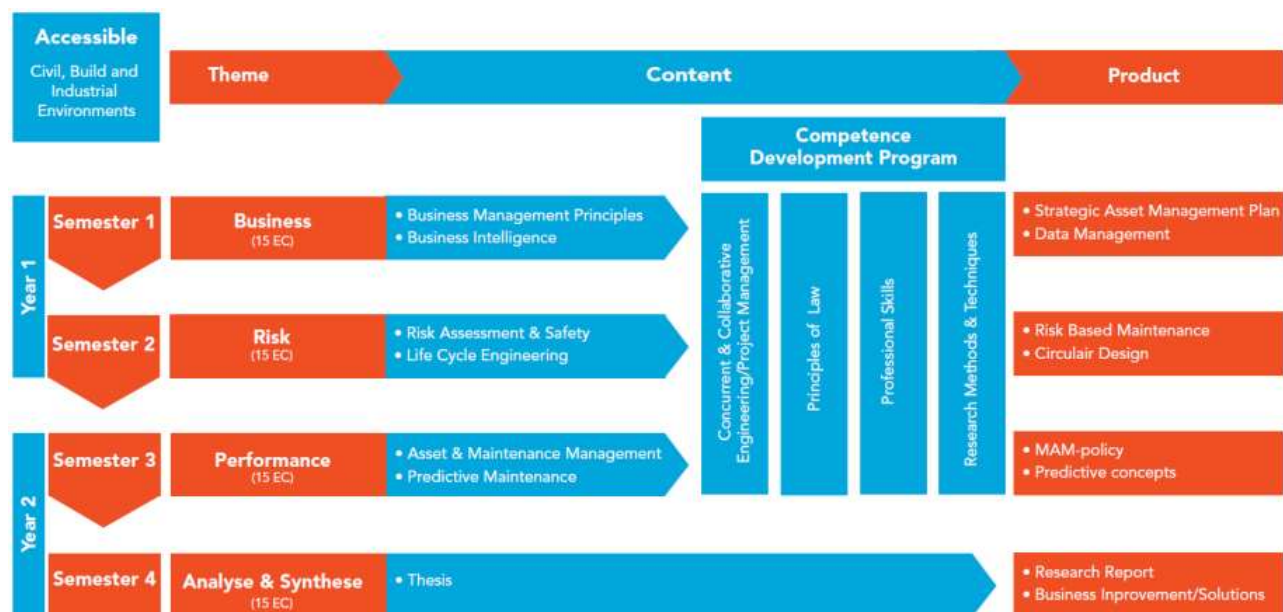 Accessible
Civil, Build and
Industrial
Environments
Theme
Content
Product
Competence
Development Program
Year 1
Semester 1
Business
(15 EC)
• Business Management Principles
• Business Intelligence
• Strategic Asset Management Plan
• Data Management
Semester 2
Risk
(15 EC)
• Risk Assessment & Safety
• Life Cycle Engineering
• Risk Based Maintenance
• Circulair Design
Concurrent & Collaborative
Engineering/Project Management
Principles of Law
Professional Skills
Research Methods & Techniques
Year 2
Semester 3
Performance
(15 EC)
• Asset & Maintenance Management
• Predictive Maintenance
• MAM-policy
• Predictive concepts
Semester 4
Analyse & Synthese
(15 EC)
• Thesis
• Research Report
• Business Inprovement/Solutions